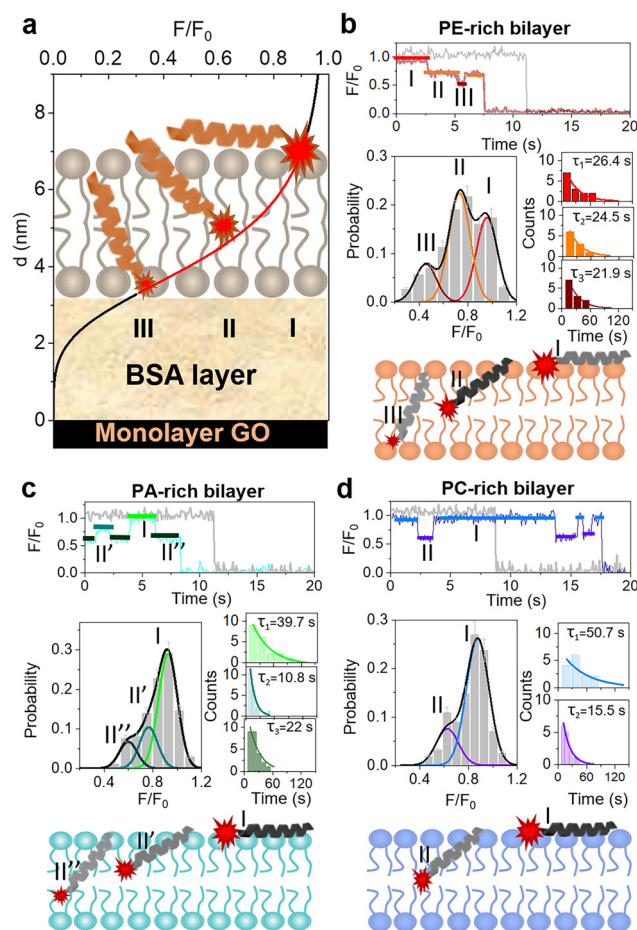 a
F/F₀
0.0 0.2 0.4 0.6 0.8 1.0
8
6
4
2
0
d (nm)
III II I
BSA layer
Monolayer GO
b
PE-rich bilayer
1.0
0.5
0.0
F/F₀
I II III
0 5 10 15 20
Time (s)
0.3
0.2
0.1
0.0
Probability
III
II
I
0.4 0.8 1.2
F/F₀
10
5
0
τ₁=26.4 s
10
5
0
τ₂=24.5 s
10
5
0
τ₃=21.9 s
Counts
0 60 120
Time (s)
I
II
III
c
PA-rich bilayer
1.0
0.5
0.0
F/F₀
II' I II''
0 5 10 15 20
Time (s)
0.3
0.2
0.1
0.0
Probability
II''
II'
I
0.4 0.8 1.2
F/F₀
10
5
0
τ₁=39.7 s
10
5
0
τ₂=10.8 s
10
5
0
τ₃=22 s
Counts
0 60 120
Time (s)
I
II'
II''
d
PC-rich bilayer
1.0
0.5
0.0
F/F₀
II I
0 5 10 15 20
Time (s)
0.3
0.2
0.1
0.0
Probability
II
I
0.4 0.8 1.2
F/F₀
10
5
0
τ₁=50.7 s
10
5
0
τ₂=15.5 s
Counts
0 60 120
Time (s)
I
II